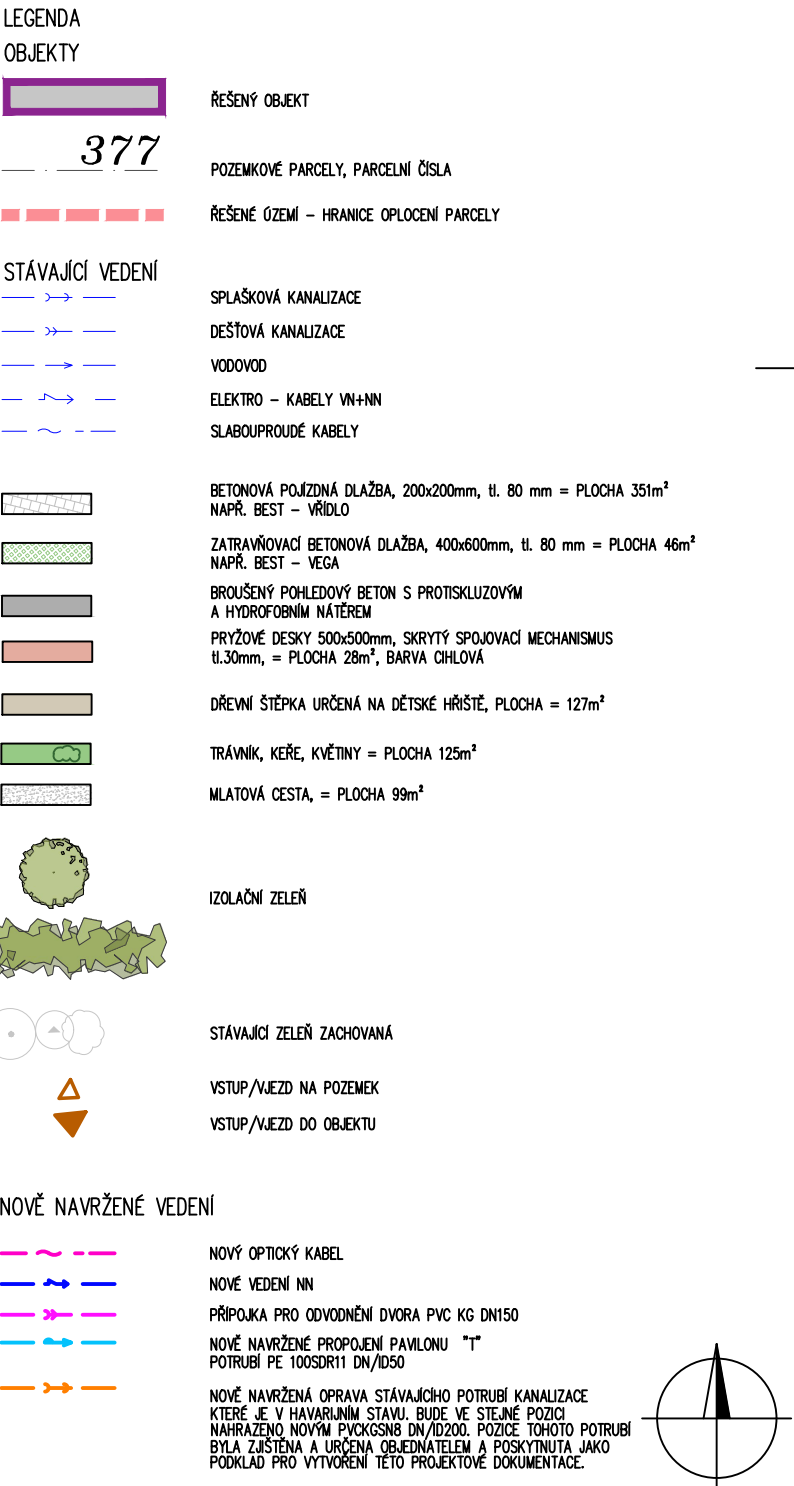 LEGENDA
OBJEKTY
ŘEŠENÝ OBJEKT
377
POZEMKOVÉ PARCELY, PARCELNÍ ČÍSLA
ŘEŠENÉ ÚZEMÍ – HRANICE OPLOCENÍ PARCELY
STÁVAJÍCÍ VEDENÍ
SPLAŠKOVÁ KANALIZACE
DEŠŤOVÁ KANALIZACE
VODOVOD
ELEKTRO – KABELY VN+NN
SLABOUPROUDÉ KABELY
BETONOVÁ POJÍZDNÁ DLAŽBA, 200x200mm, tl. 80 mm = PLOCHA 351m²
NAPŘ. BEST – VŘÍDLO
ZATRAVŇOVACÍ BETONOVÁ DLAŽBA, 400x600mm, tl. 80 mm = PLOCHA 46m²
NAPŘ. BEST – VEGA
BROUŠENÝ POHLEDOVÝ BETON S PROTISKLUZOVÝM
A HYDROFOBNÍM NÁTĚREM
PRYŽOVÉ DESKY 500x500mm, SKRYTÝ SPOJOVACÍ MECHANISMUS
tl.30mm, = PLOCHA 28m², BARVA CIHLOVÁ
DŘEVNÍ ŠTĚPKA URČENÁ NA DĚTSKÉ HŘIŠTĚ, PLOCHA = 127m²
TRÁVNÍK, KEŘE, KVĚTINY = PLOCHA 125m²
MLATOVÁ CESTA, = PLOCHA 99m²
IZOLAČNÍ ZELEŇ
STÁVAJÍCÍ ZELEŇ ZACHOVANÁ
VSTUP/VJEZD NA POZEMEK
VSTUP/VJEZD DO OBJEKTU
NOVĚ NAVRŽENÉ VEDENÍ
NOVÝ OPTICKÝ KABEL
NOVÉ VEDENÍ NN
PŘÍPOJKA PRO ODVODNĚNÍ DVORA PVC KG DN150
NOVĚ NAVRŽENÉ PROPOJENÍ PAVILONU "T"
POTRUBÍ PE 100SDR11 DN/ID50
NOVĚ NAVRŽENÁ OPRAVA STÁVAJÍCÍHO POTRUBÍ KANALIZACE
KTERÉ JE V HAVARIJNÍM STAVU. BUDE VE STEJNÉ POZICI
NAHRAZENO NOVÝM PVCKGSN8 DN/ID200. POZICE TOHOTO POTRUBÍ
BYLA ZJIŠTĚNA A URČENA OBJEDNATELEM A POSKYTNUTA JAKO
PODKLAD PRO VYTVOŘENÍ TÉTO PROJEKTOVÉ DOKUMENTACE.